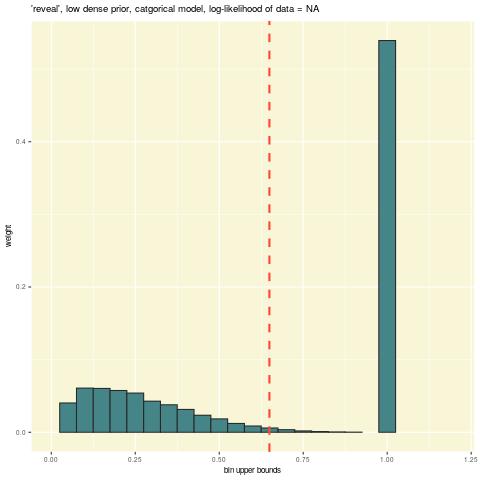 'reveal', low dense prior, catgorical model, log-likelihood of data = NA
weight
0.4
0.2
0.0
0.00 0.25 0.50 0.75 1.00 1.25
bin upper bounds